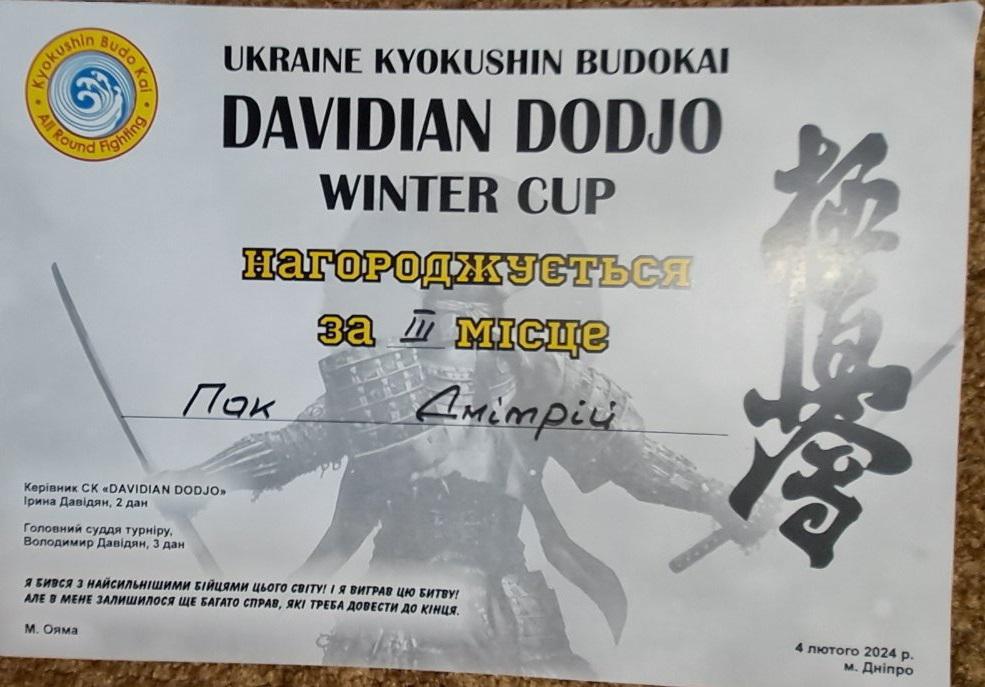 Kyokushin Budo Kai
All Round Fighting
UKRAINE KYOKUSHIN BUDOKAI
DAVIDIAN DODJO
WINTER CUP
нагороджується
за III місце
Пак Дмітрій
極真会
Керівник СК «DAVIDIAN DODJO»
Ірина Давідян, 2 дан
Головний суддя турніру,
Володимир Давідян, 3 дан
Я БИВСЯ З НАЙСИЛЬНІШИМИ БІЙЦЯМИ ЦЬОГО СВІТУ! І Я ВИГРАВ ЦЮ БИТВУ!
АЛЕ В МЕНЕ ЗАЛИШИЛОСЯ ЩЕ БАГАТО СПРАВ, ЯКІ ТРЕБА ДОВЕСТИ ДО КІНЦЯ.
М. Ояма
4 лютого 2024 р.
м. Дніпро